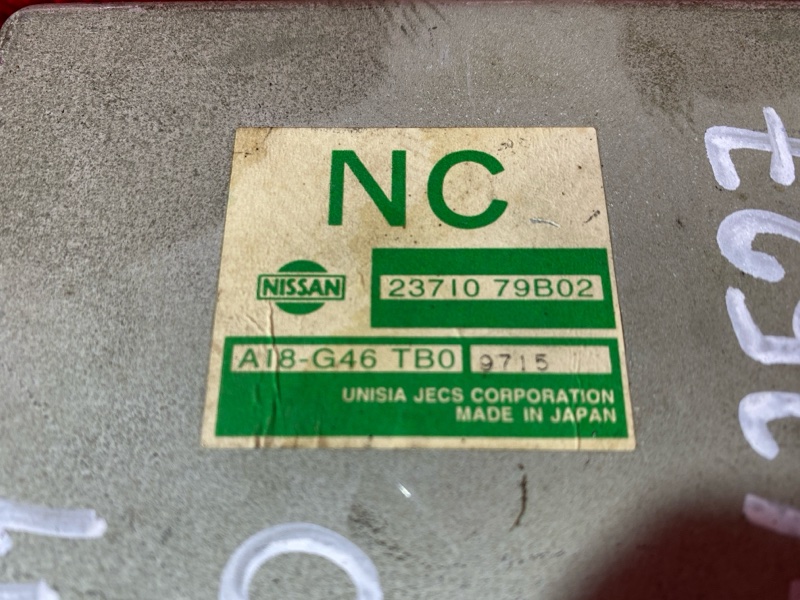 NC
NISSAN
23710 79B02
A18-G46 TB0 9715
UNISIA JECS CORPORATION
MADE IN JAPAN